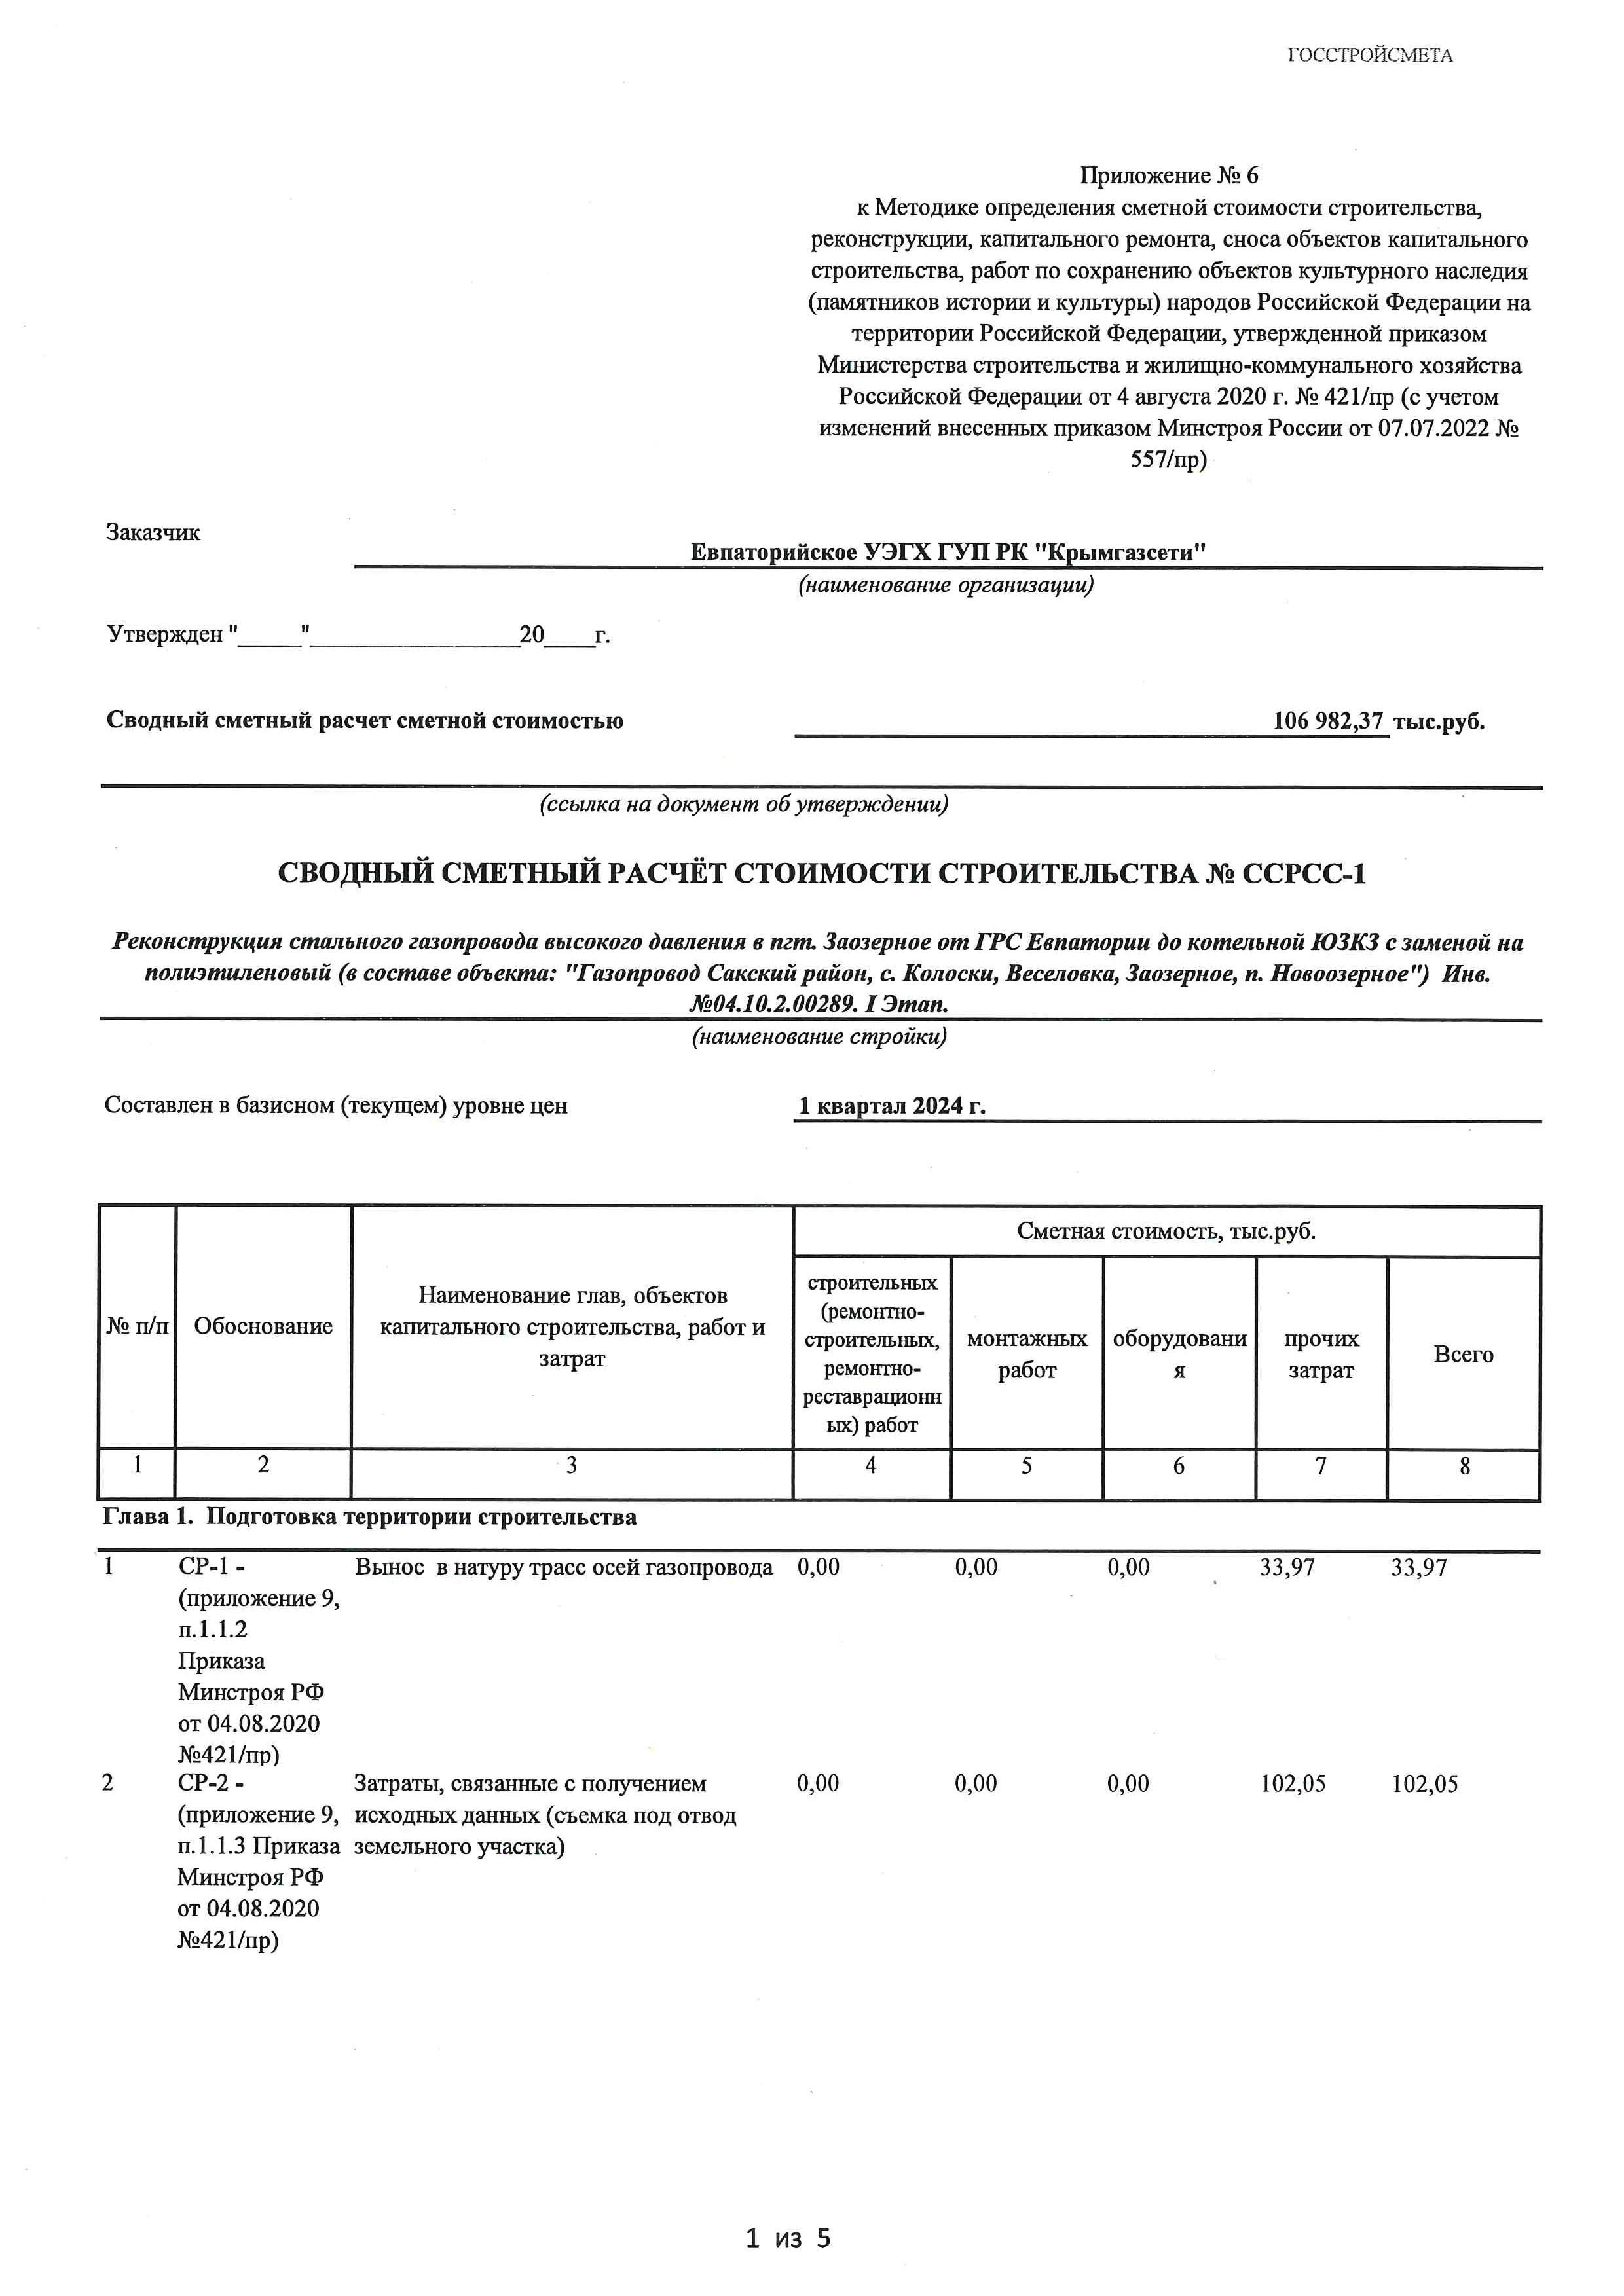 ГОССТРОЙСМЕТА
Приложение № 6
к Методике определения сметной стоимости строительства,
реконструкции, капитального ремонта, сноса объектов капитального
строительства, работ по сохранению объектов культурного наследия
(памятников истории и культуры) народов Российской Федерации на
территории Российской Федерации, утвержденной приказом
Министерства строительства и жилищно-коммунального хозяйства
Российской Федерации от 4 августа 2020 г. № 421/пр (с учетом
изменений внесенных приказом Минстроя России от 07.07.2022 №
557/пр)
Заказчик
Евпаторийское УЭГХ ГУП РК "Крымгазсети"
(наименование организации)
Утвержден "_____"_________________20____г.
Сводный сметный расчет сметной стоимостью 106 982,37 тыс.руб.
(ссылка на документ об утверждении)
СВОДНЫЙ СМЕТНЫЙ РАСЧЁТ СТОИМОСТИ СТРОИТЕЛЬСТВА № ССРСС-1
Реконструкция стального газопровода высокого давления в пгт. Заозерное от ГРС Евпатории до котельной ЮЗКЗ с заменой на
полиэтиленовый (в составе объекта: "Газопровод Сакский район, с. Колоски, Веселовка, Заозерное, п. Новоозерное") Инв.
№04.10.2.00289. I Этап.
(наименование стройки)
Составлен в базисном (текущем) уровне цен 1 квартал 2024 г.
№ п/п
Обоснование
Наименование глав, объектов
капитального строительства, работ и
затрат
Сметная стоимость, тыс.руб.
строительных
(ремонтно-
строительных,
ремонтно-
реставрационн
ых) работ
монтажных
работ
оборудовани
я
прочих
затрат
Всего
1 2 3 4 5 6 7 8
Глава 1. Подготовка территории строительства
1 СР-1 - Вынос в натуру трасс осей газопровода 0,00 0,00 0,00 33,97 33,97
(приложение 9,
п.1.1.2
Приказа
Минстроя РФ
от 04.08.2020
№421/пр)
2 СР-2 - Затраты, связанные с получением 0,00 0,00 0,00 102,05 102,05
(приложение 9, исходных данных (съемка под отвод
п.1.1.3 Приказа земельного участка)
Минстроя РФ
от 04.08.2020
№421/пр)
1 из 5